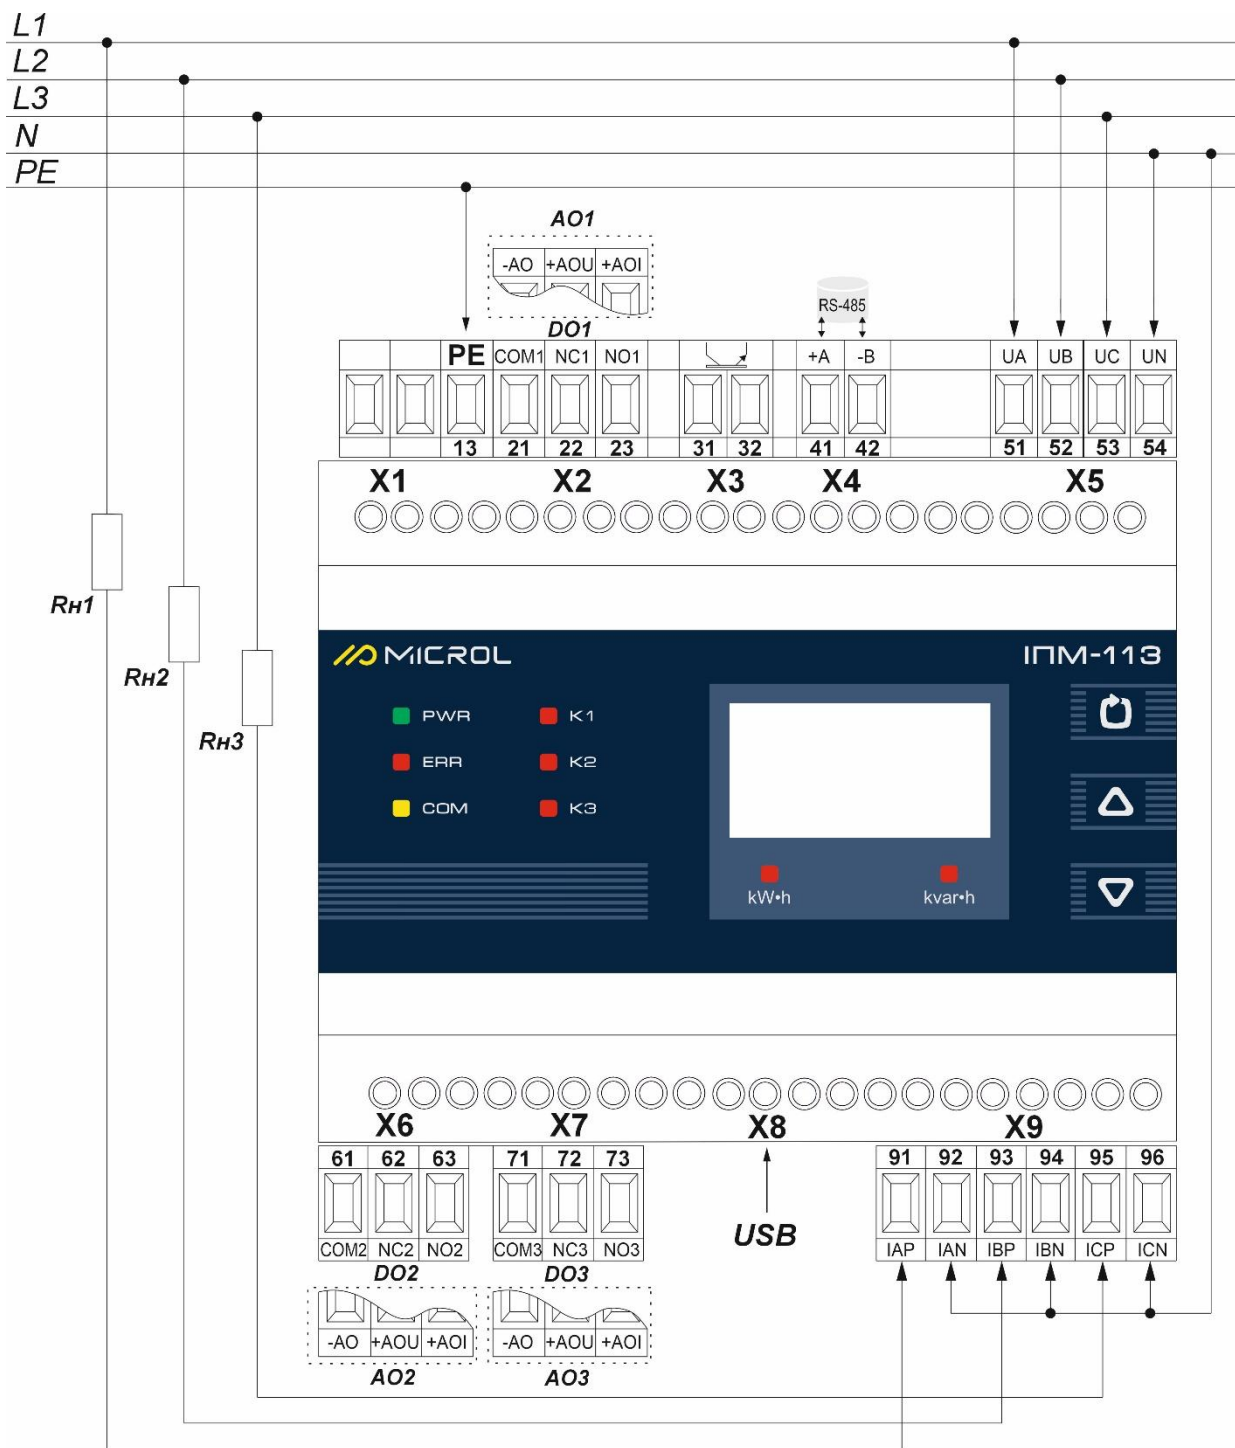 L1
L2
L3
N
PE
AO1
-AO +AOU +AOI
RS-485
DO1
PE COM1 NC1 NO1 +A -B UA UB UC UN
13 21 22 23 31 32 41 42 51 52 53 54
X1 X2 X3 X4 X5
Rн1
Rн2
Rн3
MICROL ІПМ-113
PWR K1
ERR K2
COM K3
kW•h kvar•h
X6 X7 X8 X9
61 62 63 71 72 73 91 92 93 94 95 96
USB
COM2 NC2 NO2 COM3 NC3 NO3 IAP IAN IBP IBN ICP ICN
DO2 DO3
-AO +AOU +AOI -AO +AOU +AOI
AO2 AO3